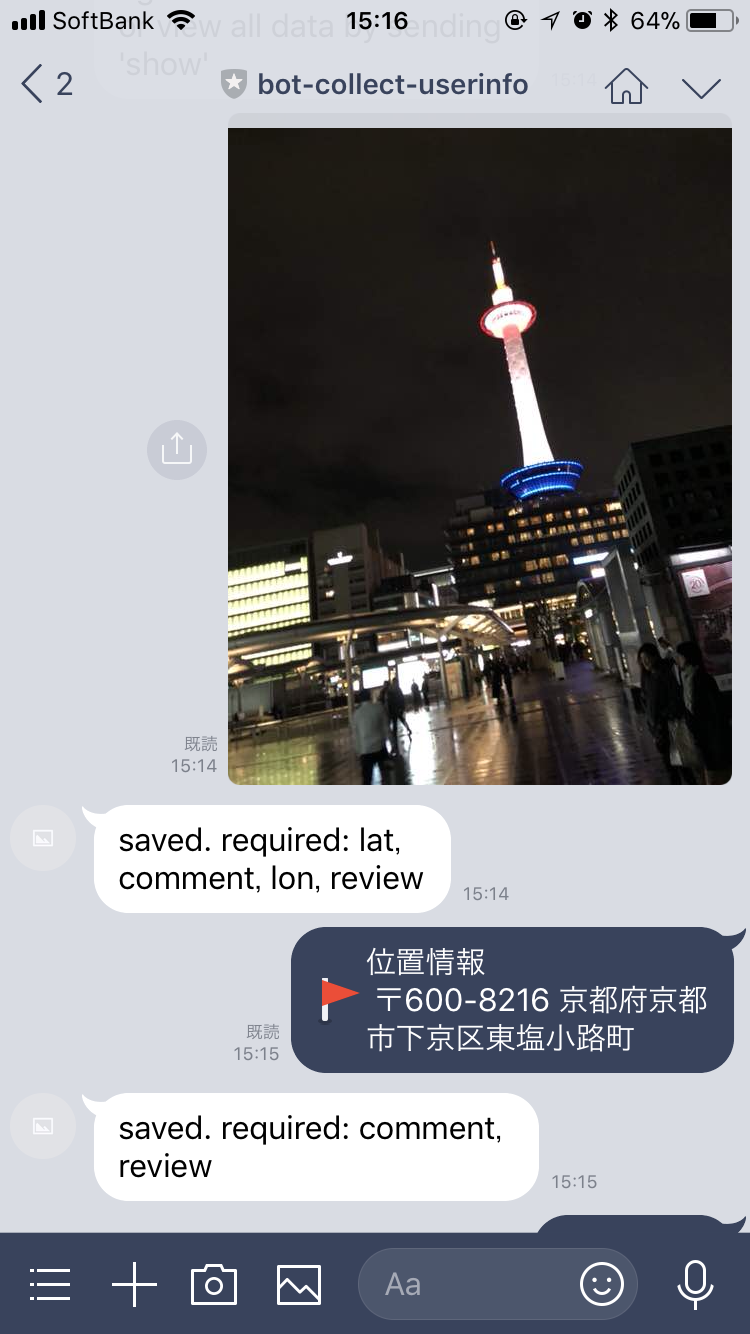 SoftBank 15:16 64%
or view all data by sending
'show'
15:14
2 bot-collect-userinfo
20
既読
15:14
saved. required: lat,
comment, lon, review
15:14
位置情報
〒600-8216 京都府京都
市下京区東塩小路町
既読
15:15
saved. required: comment,
review
15:15
Aa